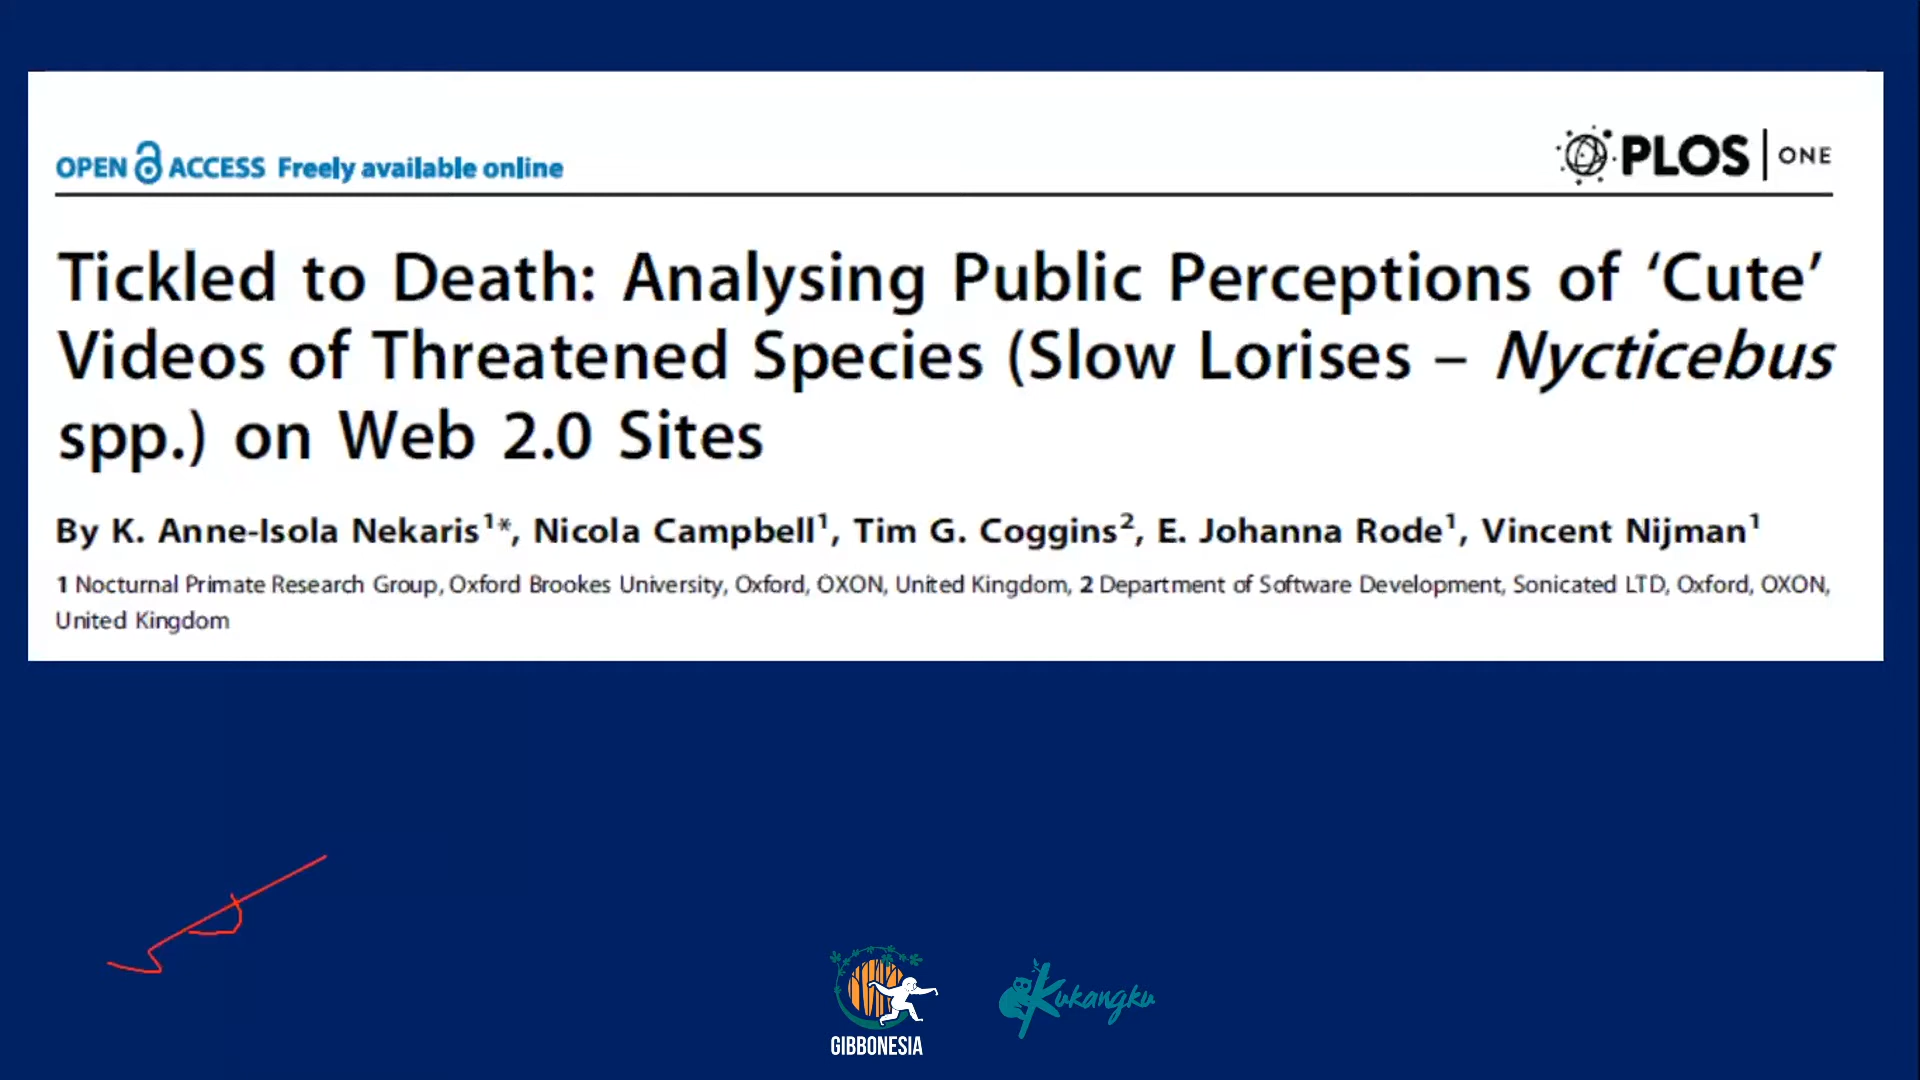 OPEN ACCESS Freely available online
PLOS | ONE
Tickled to Death: Analysing Public Perceptions of ‘Cute’
Videos of Threatened Species (Slow Lorises – Nycticebus
spp.) on Web 2.0 Sites
By K. Anne-Isola Nekaris1*, Nicola Campbell1, Tim G. Coggins2, E. Johanna Rode1, Vincent Nijman1
1 Nocturnal Primate Research Group, Oxford Brookes University, Oxford, OXON, United Kingdom, 2 Department of Software Development, Sonicated LTD, Oxford, OXON,
United Kingdom
GIBBONESIA
Kukangku